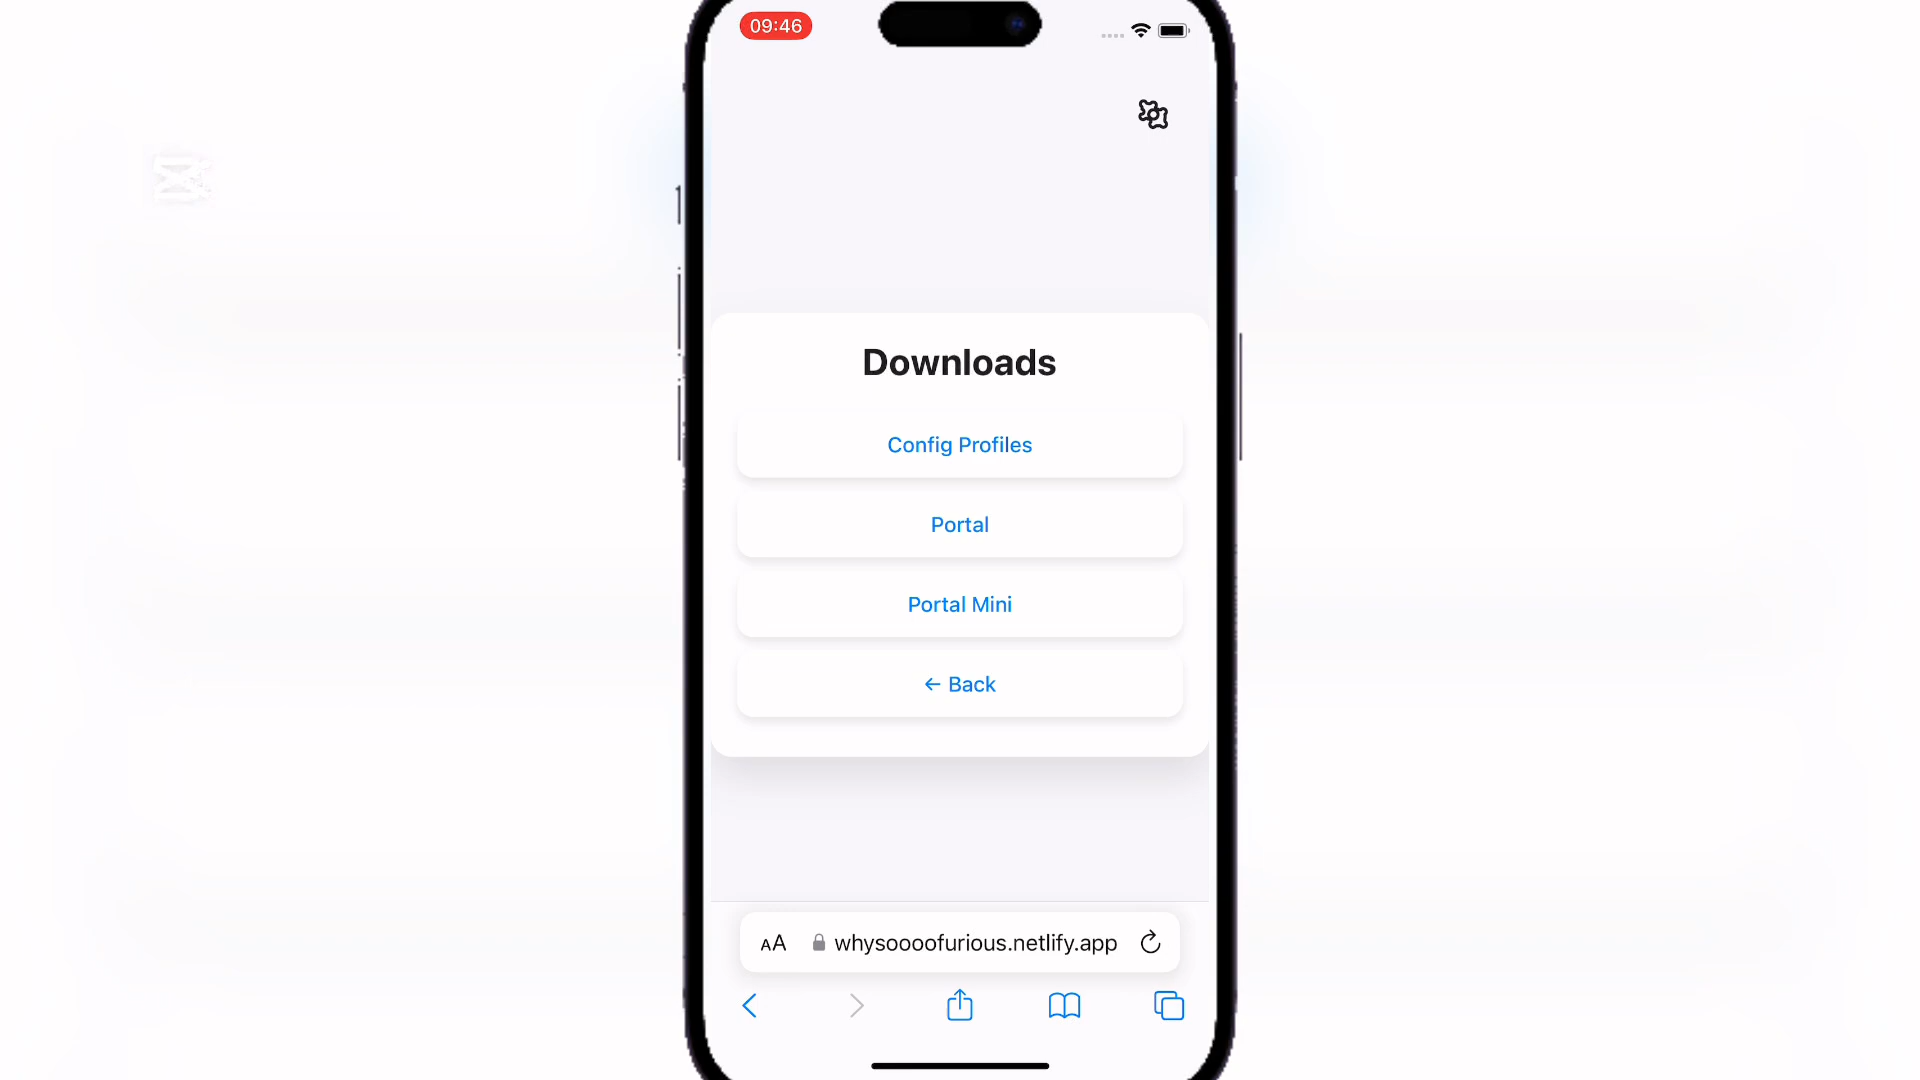 09:46
Downloads
Config Profiles
Portal
Portal Mini
← Back
AA whysoooofurious.netlify.app